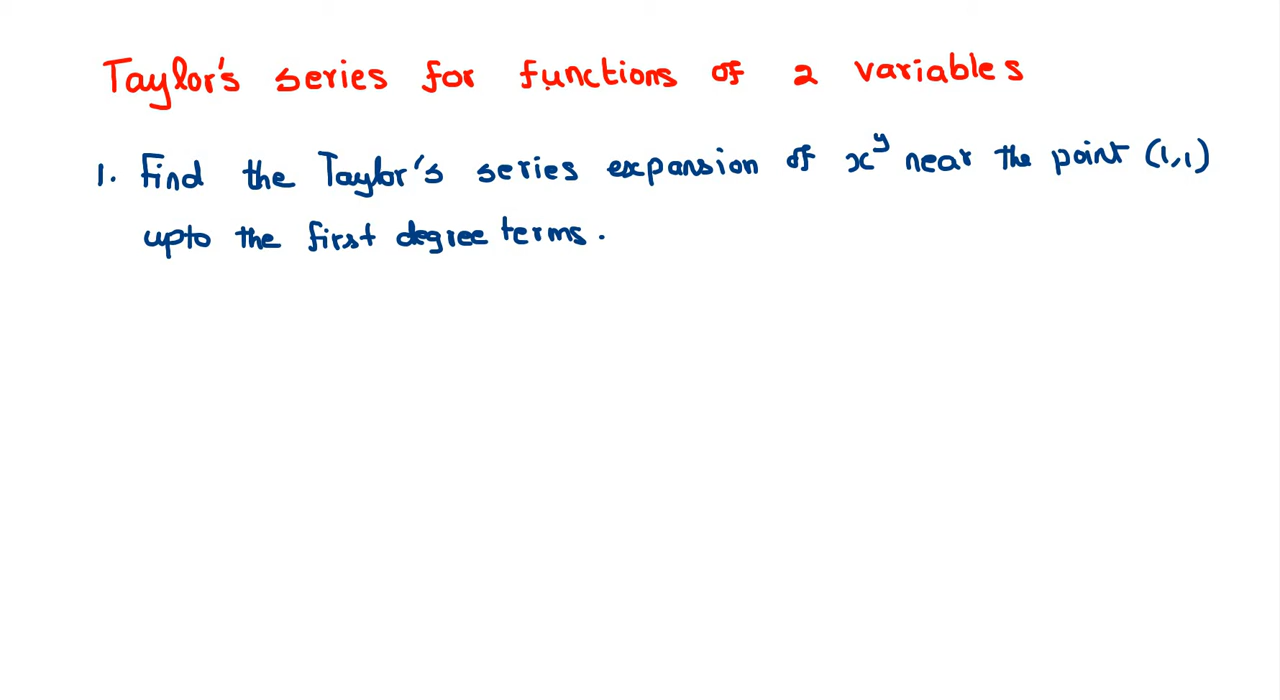 Taylor's series for functions of 2 variables
1. Find the Taylor's series expansion of x^y near the point (1,1)
upto the first degree terms.